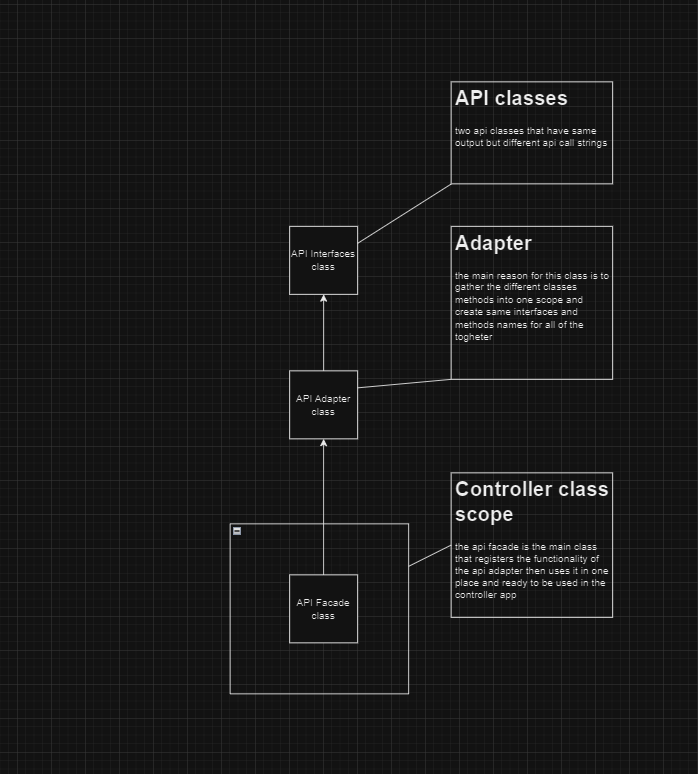 API classes
two api classes that have same
output but different api call strings
API Interfaces
class
Adapter
the main reason for this class is to
gather the different classes
methods into one scope and
create same interfaces and
methods names for all of the
togheter
API Adapter
class
Controller class
scope
the api facade is the main class
that registers the functionality of
the api adapter then uses it in one
place and ready to be used in the
controller app
API Facade
class